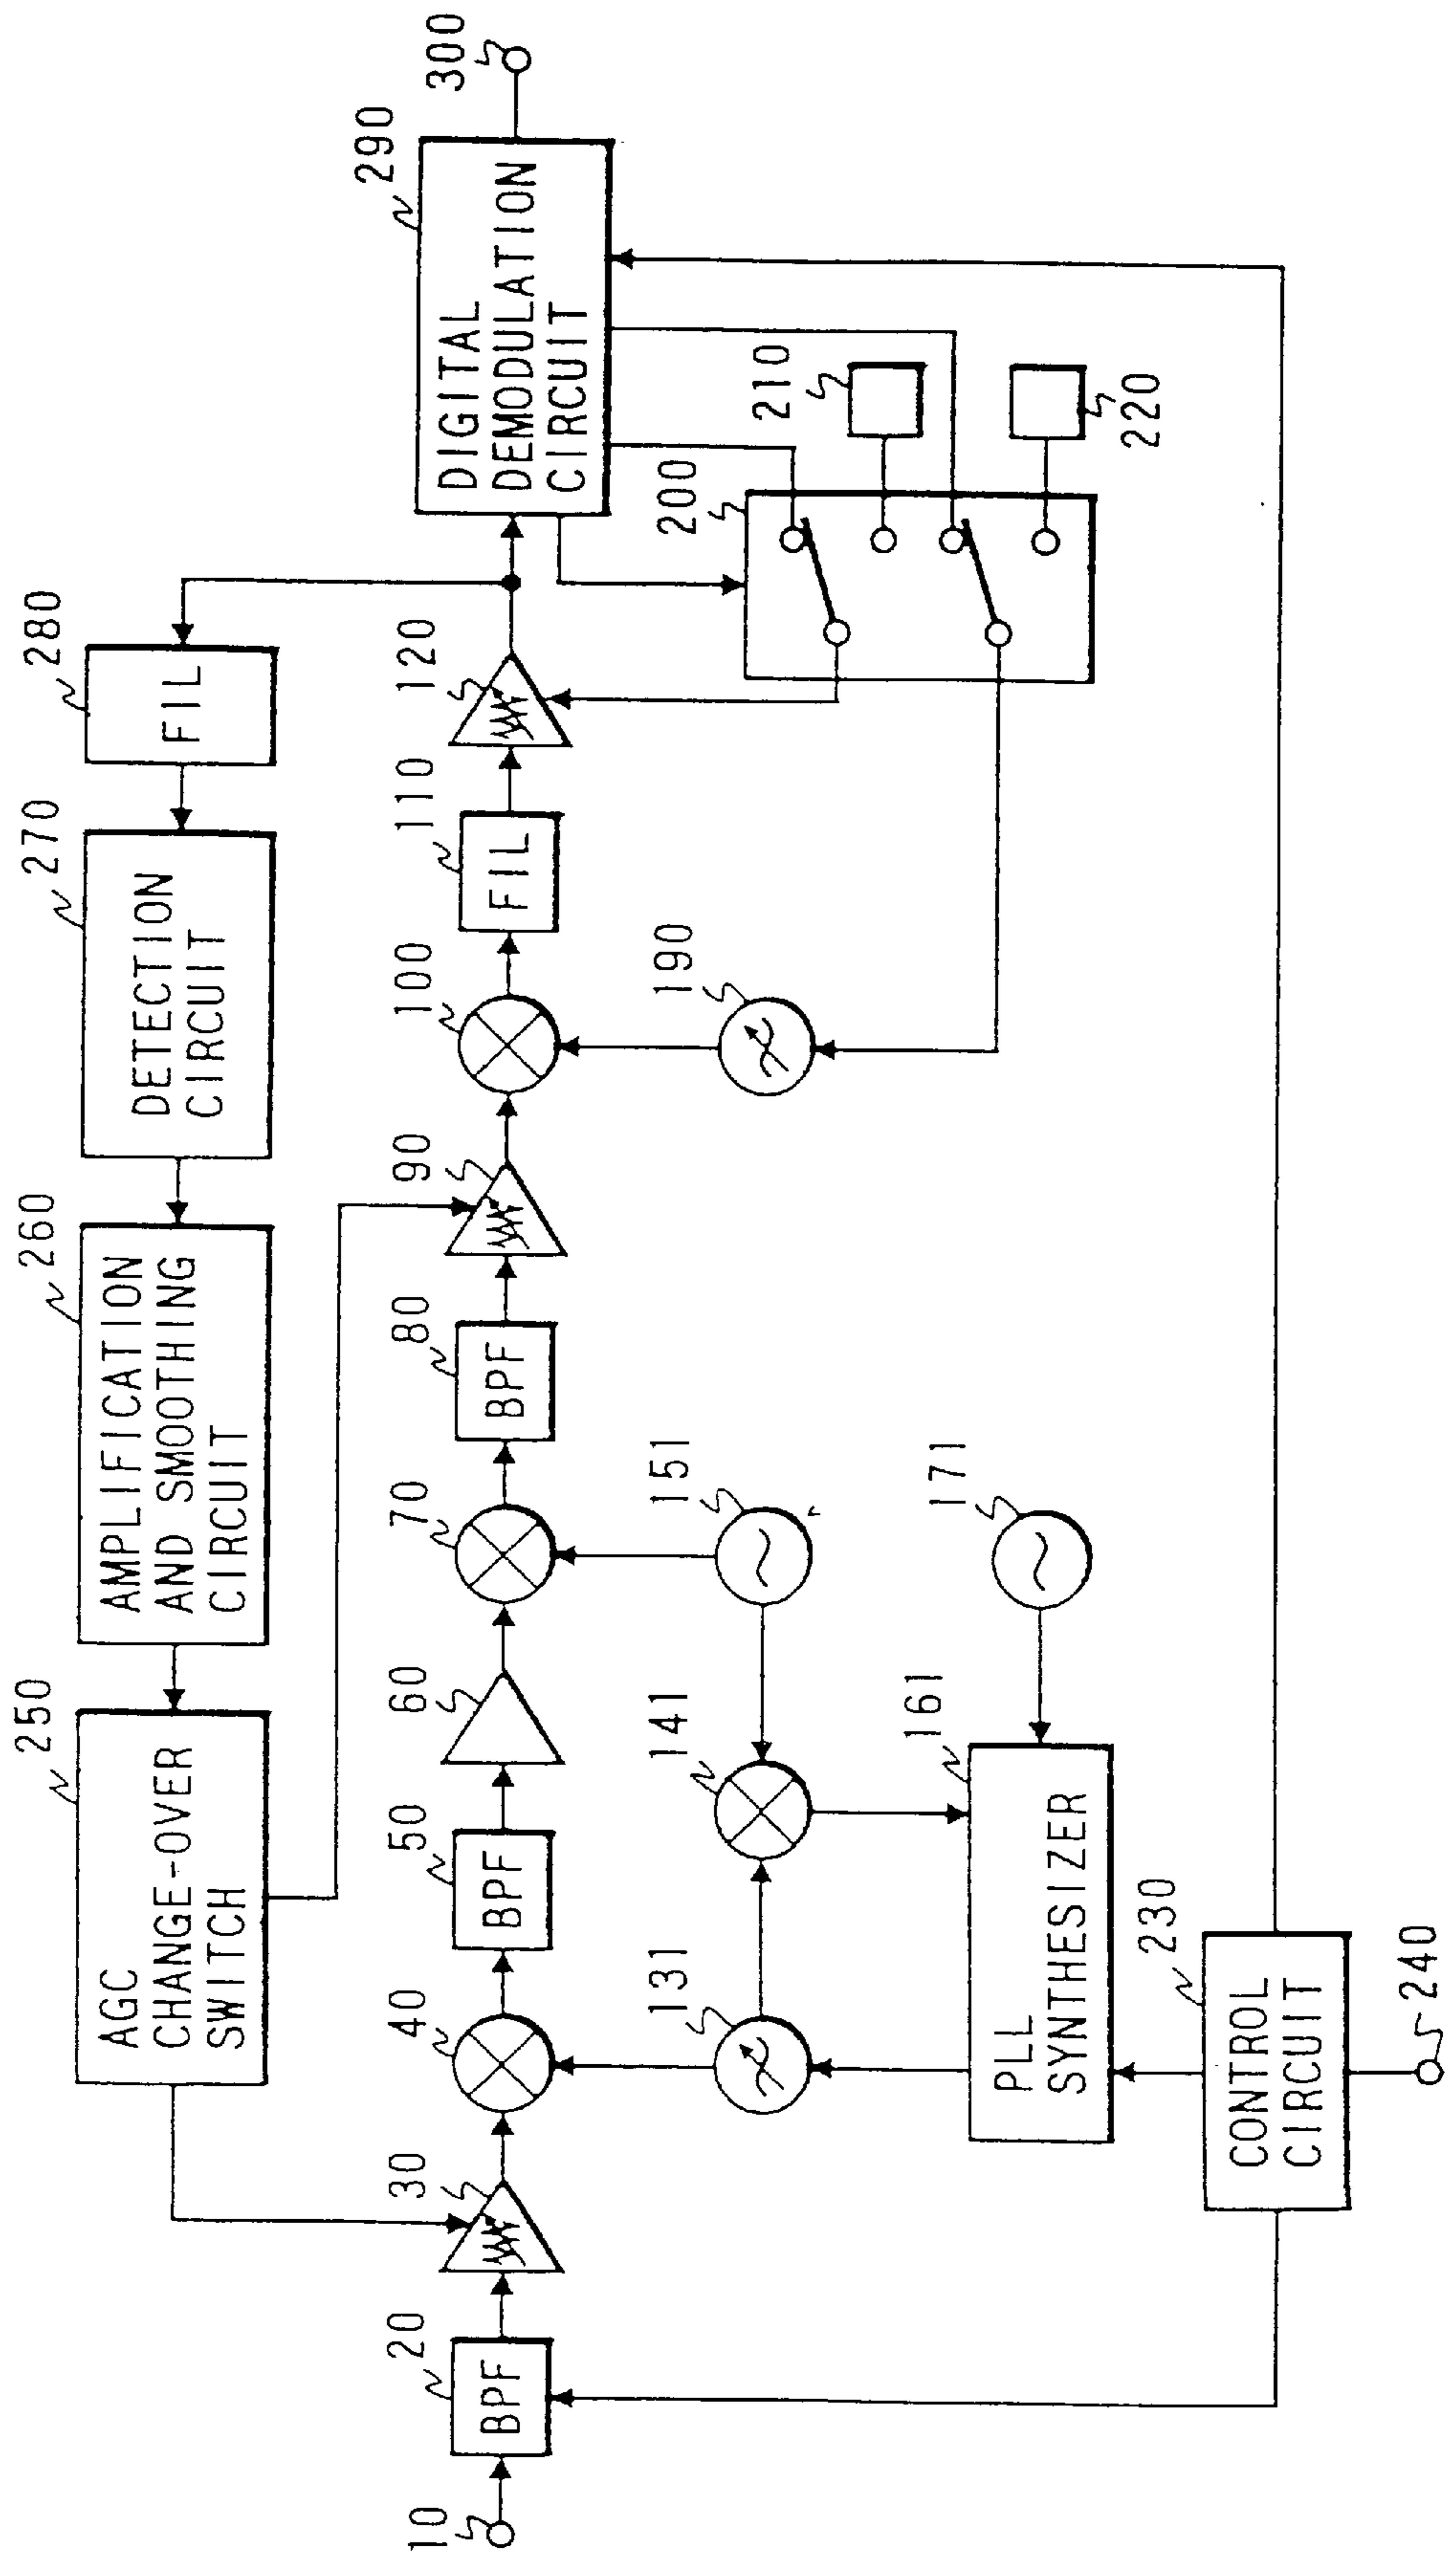 250
260
270
280
AGC
CHANGE-OVER
SWITCH
AMPLIFICATION
AND SMOOTHING
CIRCUIT
DETECTION
CIRCUIT
FIL
290
300
DIGITAL
DEMODULATION
CIRCUIT
10
20
30
40
50
60
70
80
90
100
110
120
BPF
BPF
BPF
FIL
131
141
151
190
200
210
161
171
PLL
SYNTHESIZER
220
230
CONTROL
CIRCUIT
240